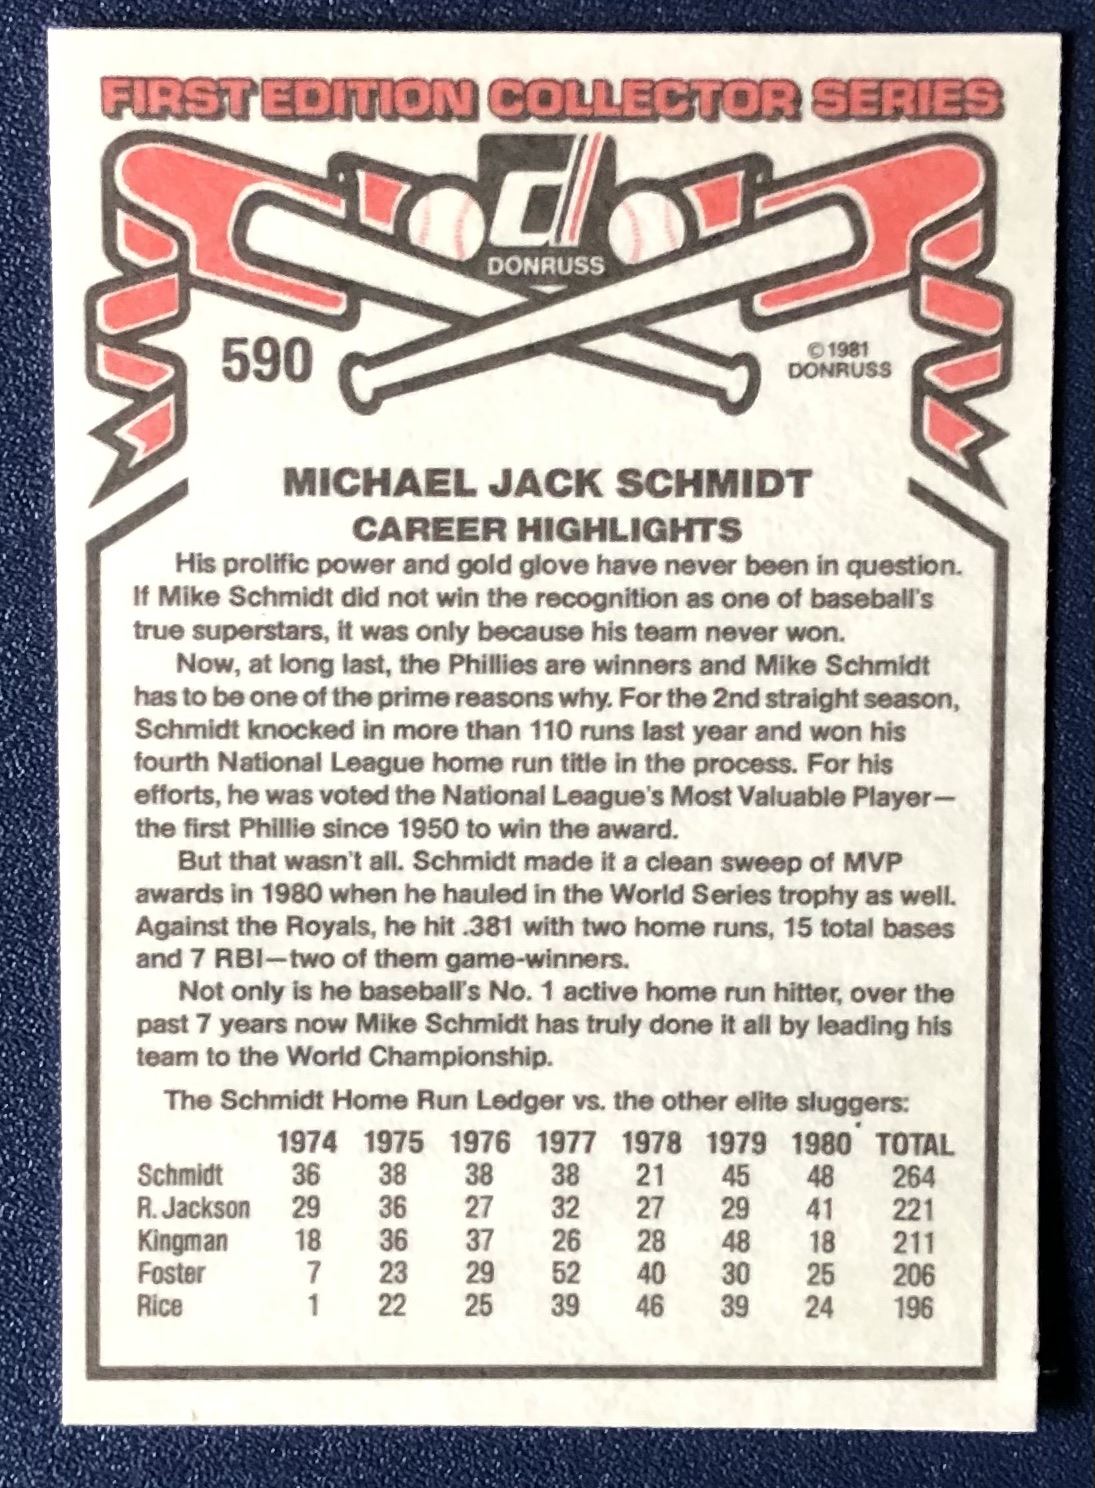 FIRST EDITION COLLECTOR SERIES
d
DONRUSS
590
©1981
DONRUSS
MICHAEL JACK SCHMIDT
CAREER HIGHLIGHTS
His prolific power and gold glove have never been in question.
If Mike Schmidt did not win the recognition as one of baseball's
true superstars, it was only because his team never won.
Now, at long last, the Phillies are winners and Mike Schmidt
has to be one of the prime reasons why. For the 2nd straight season,
Schmidt knocked in more than 110 runs last year and won his
fourth National League home run title in the process. For his
efforts, he was voted the National League's Most Valuable Player—
the first Phillie since 1950 to win the award.
But that wasn't all. Schmidt made it a clean sweep of MVP
awards in 1980 when he hauled in the World Series trophy as well.
Against the Royals, he hit .381 with two home runs, 15 total bases
and 7 RBI—two of them game-winners.
Not only is he baseball's No. 1 active home run hitter, over the
past 7 years now Mike Schmidt has truly done it all by leading his
team to the World Championship.
The Schmidt Home Run Ledger vs. the other elite sluggers:
1974 1975 1976 1977 1978 1979 1980 TOTAL
Schmidt 36 38 38 38 21 45 48 264
R. Jackson 29 36 27 32 27 29 41 221
Kingman 18 36 37 26 28 48 18 211
Foster 7 23 29 52 40 30 25 206
Rice 1 22 25 39 46 39 24 196